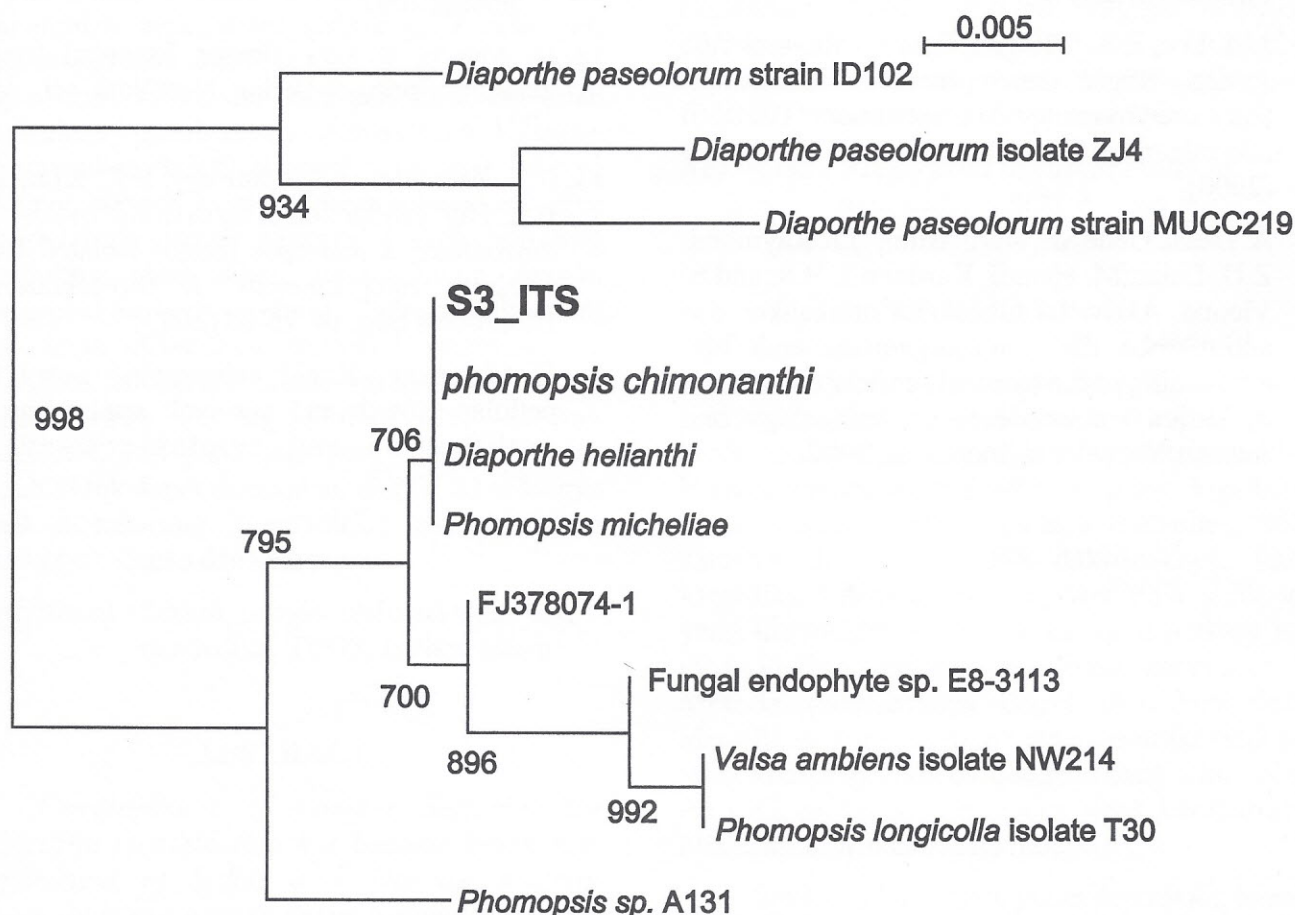 0.005
Diaporthe paseolorum strain ID102
Diaporthe paseolorum isolate ZJ4
934
Diaporthe paseolorum strain MUCC219
S3_ITS
phomopsis chimonanthi
998
706
Diaporthe helianthi
Phomopsis micheliae
795
FJ378074-1
Fungal endophyte sp. E8-3113
700
896
Valsa ambiens isolate NW214
992
Phomopsis longicolla isolate T30
Phomopsis sp. A131